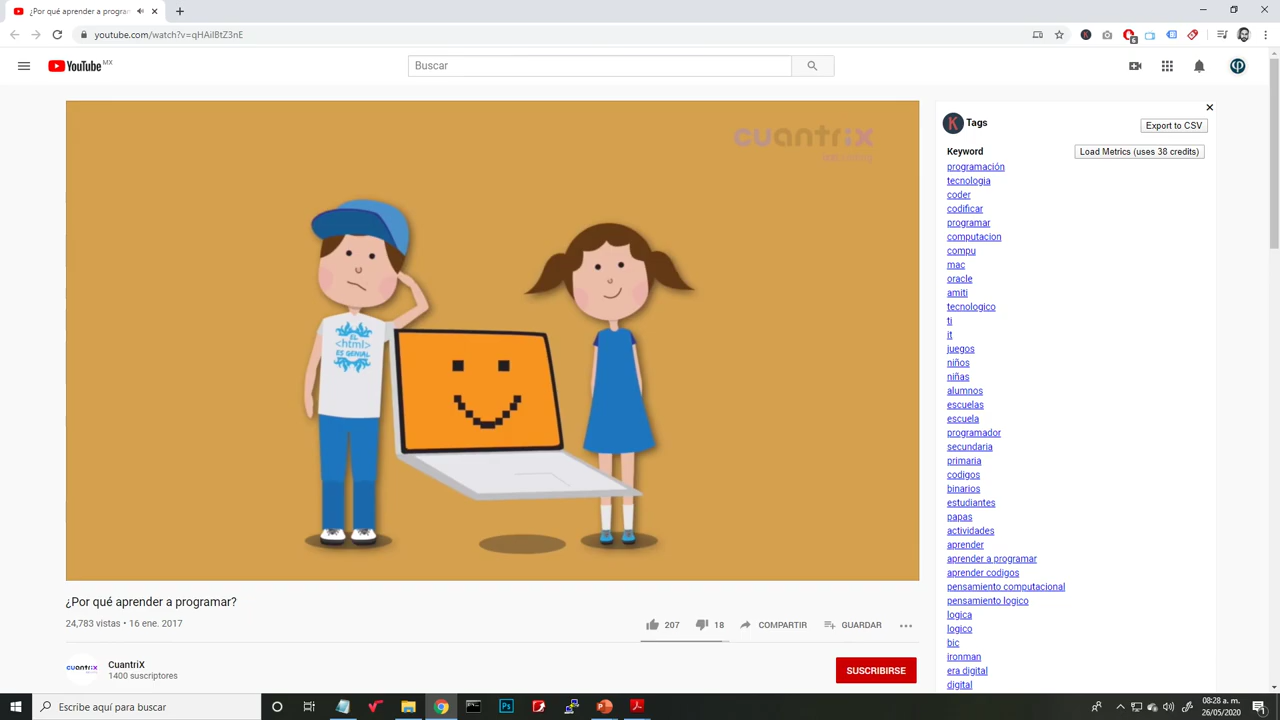 ¿Por qué aprender a program
youtube.com/watch?v=qHAilBtZ3nE
YouTube MX
Buscar
cuantrix
EL
<html>
ES GENIAL
¿Por qué aprender a programar?
24,783 vistas • 16 ene. 2017
207
18
COMPARTIR
GUARDAR
cuantrix
CuantriX
1400 suscriptores
SUSCRIBIRSE
K Tags
Export to CSV
Keyword
Load Metrics (uses 38 credits)
programación
tecnologia
coder
codificar
programar
computacion
compu
mac
oracle
amiti
tecnologico
ti
it
juegos
niños
niñas
alumnos
escuelas
escuela
programador
secundaria
primaria
codigos
binarios
estudiantes
papas
actividades
aprender
aprender a programar
aprender codigos
pensamiento computacional
pensamiento logico
logica
logico
bic
ironman
era digital
digital
Escribe aquí para buscar
08:28 a. m.
26/05/2020